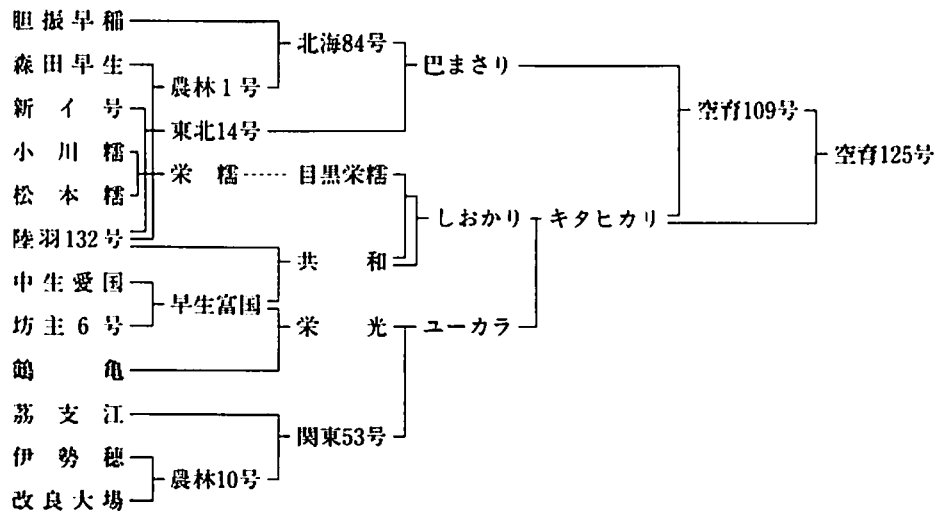 胆振早稲
北海84号
森田早生
巴まさり
農林1号
新イ号
空育109号
東北14号
小川糯
空育125号
栄糯 目黒栄糯
松本糯
しおかり キタヒカリ
陸羽132号
共和
中生愛国
早生富国
坊主6号
栄光 ユーカラ
鶴亀
茘支江
関東53号
伊勢穂
農林10号
改良大場